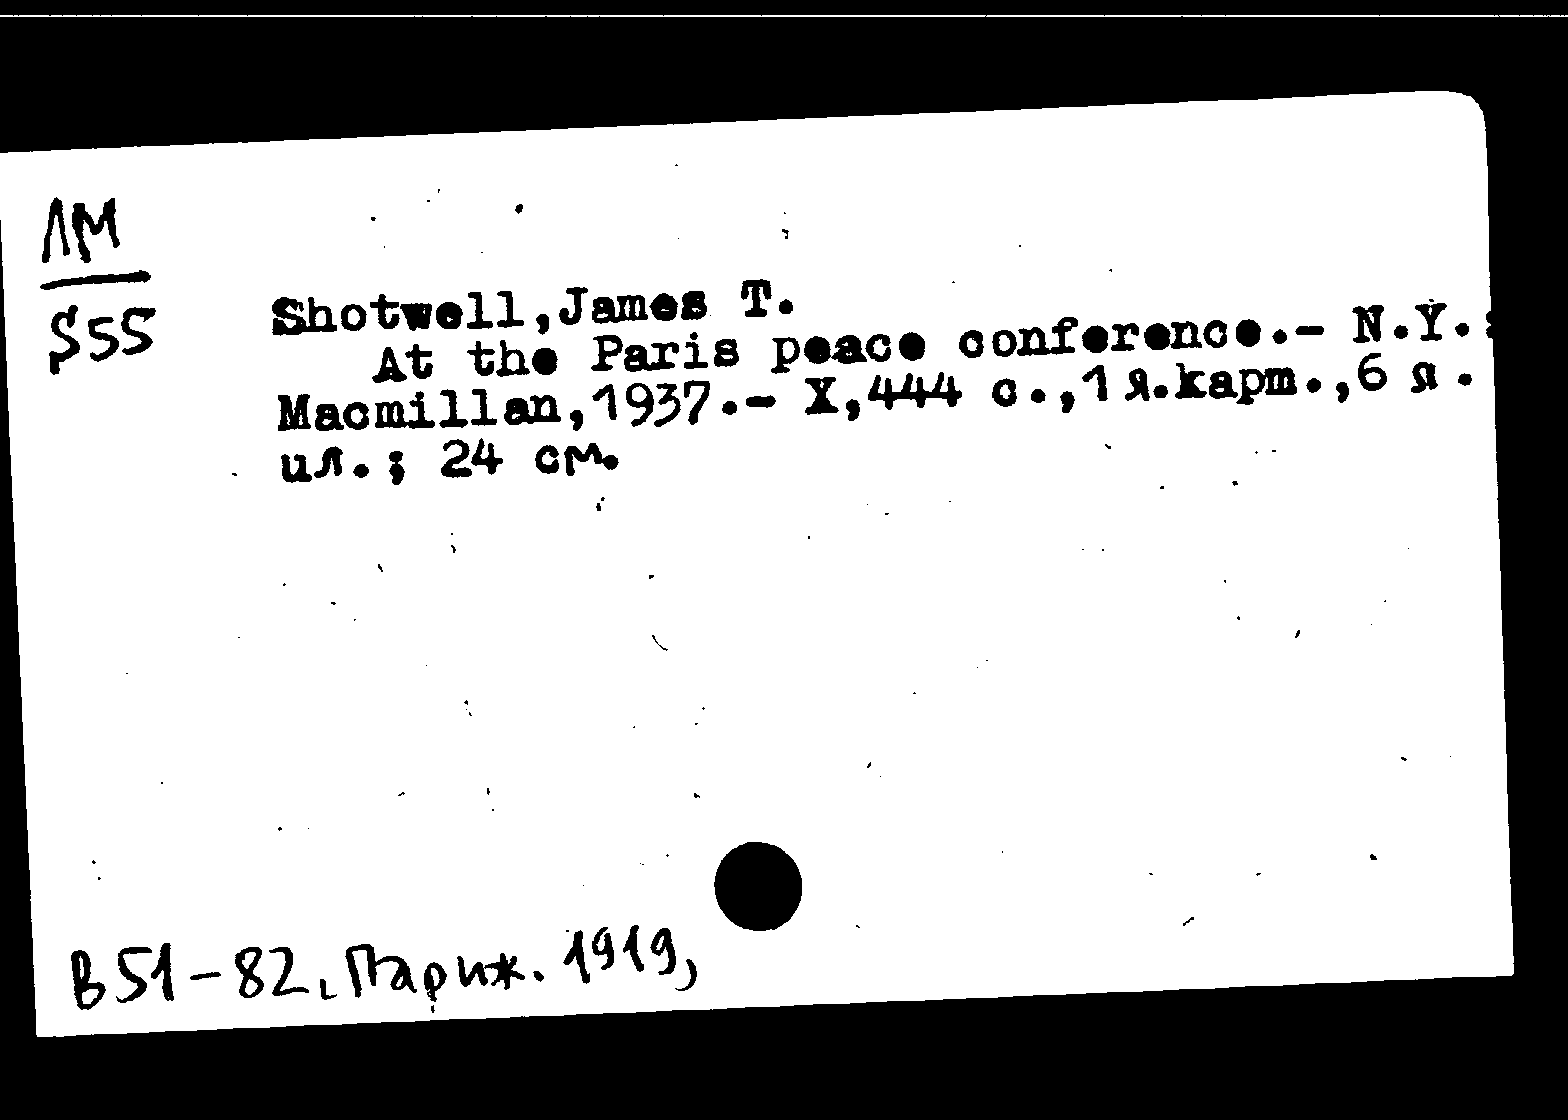 ЛМ
S55
Shotwell,James T.
At the Paris peace conference.- N.Y.:
Macmillan,1937.- X,444 с.,1 л.карт.,6 л.
ил.; 24 см.
В51-82, Париж. 1919,